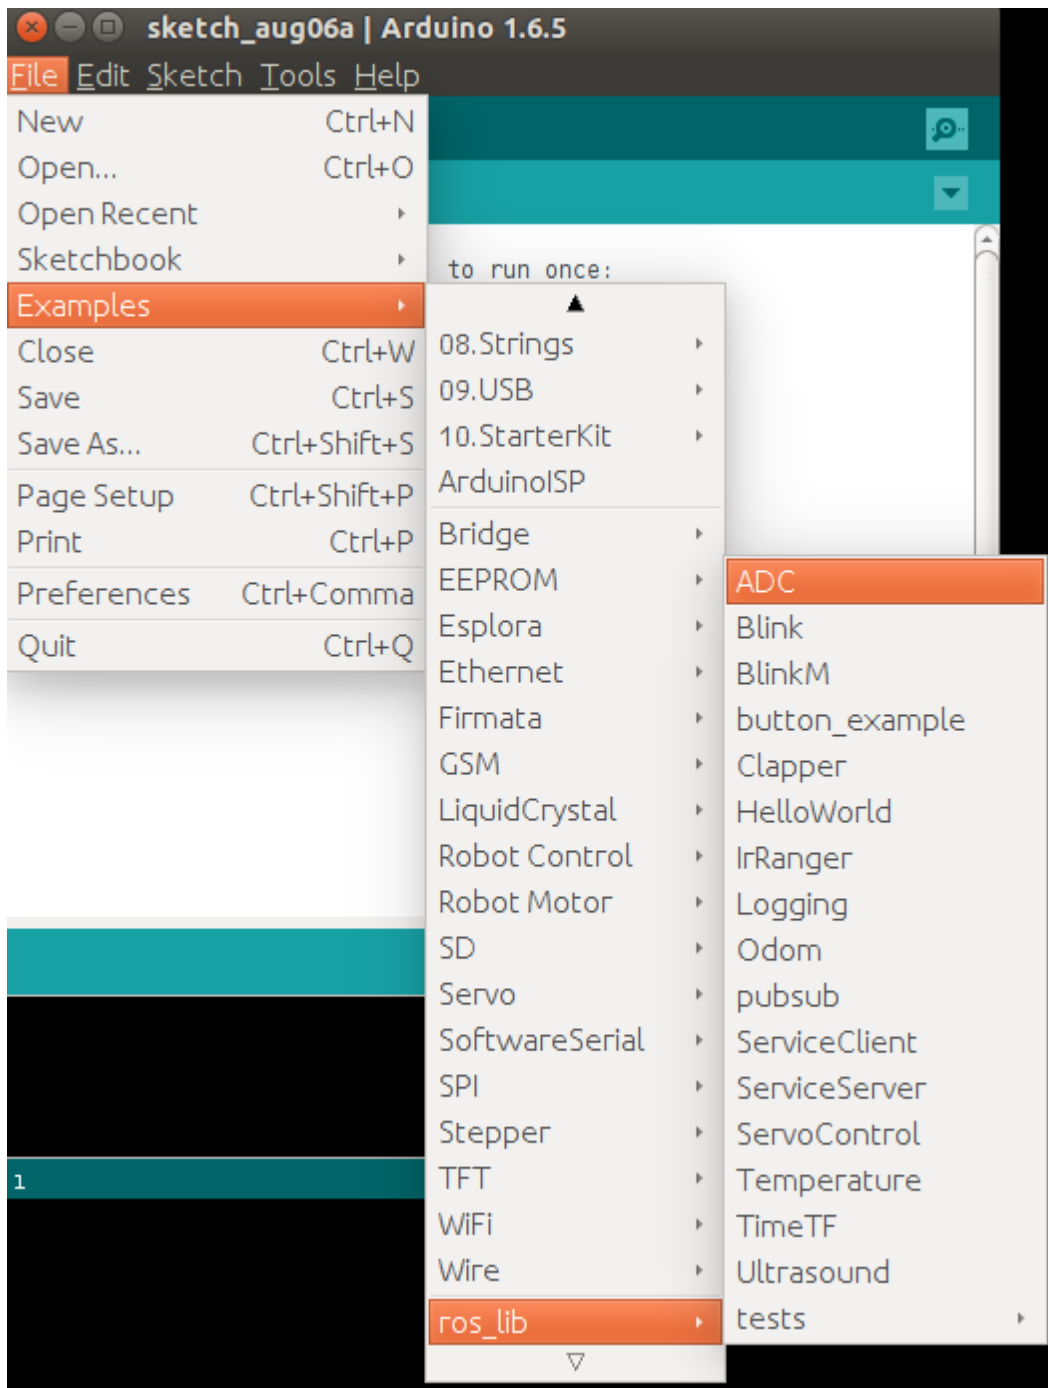 sketch_aug06a | Arduino 1.6.5
File Edit Sketch Tools Help
New Ctrl+N
Open... Ctrl+O
Open Recent
Sketchbook
Examples
Close Ctrl+W
Save Ctrl+S
Save As... Ctrl+Shift+S
Page Setup Ctrl+Shift+P
Print Ctrl+P
Preferences Ctrl+Comma
Quit Ctrl+Q
to run once:
08.Strings
09.USB
10.StarterKit
ArduinoISP
Bridge
EEPROM
Esplora
Ethernet
Firmata
GSM
LiquidCrystal
Robot Control
Robot Motor
SD
Servo
SoftwareSerial
SPI
Stepper
TFT
WiFi
Wire
ros_lib
ADC
Blink
BlinkM
button_example
Clapper
HelloWorld
IrRanger
Logging
Odom
pubsub
ServiceClient
ServiceServer
ServoControl
Temperature
TimeTF
Ultrasound
tests
1